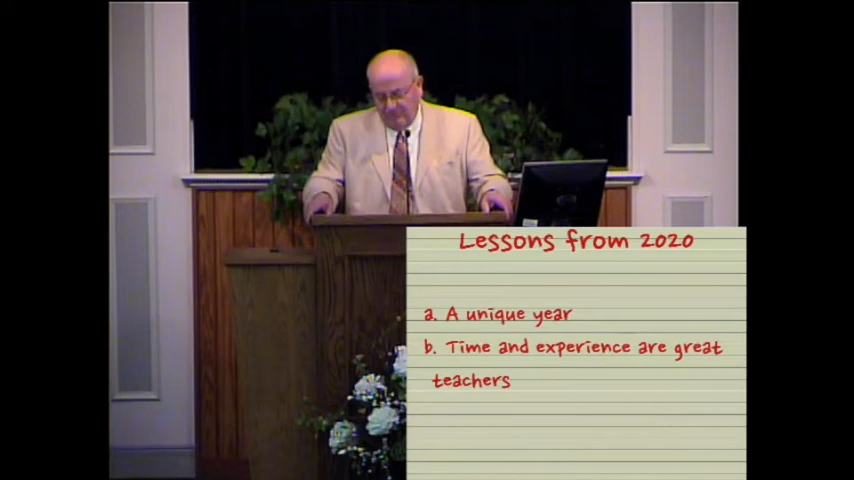 Lessons from 2020
a. A unique year
b. Time and experience are great
teachers